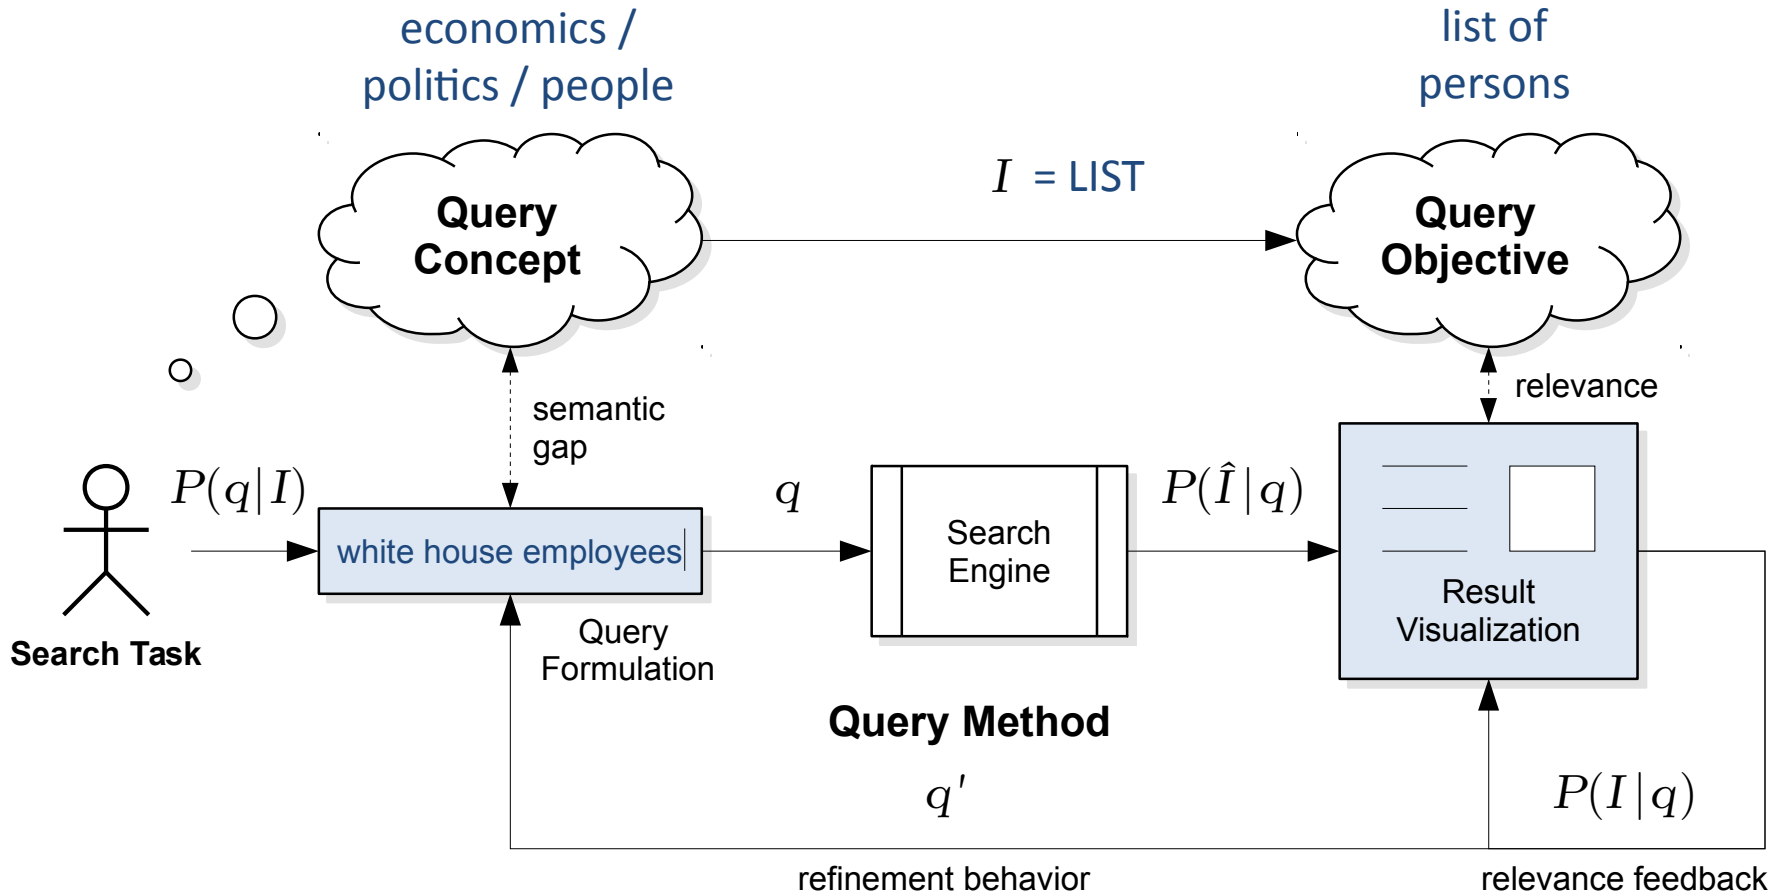 economics /
politics / people
list of
persons
I = LIST
Query
Concept
Query
Objective
semantic
gap
relevance
P(q|I)
white house employees
q
Search
Engine
P(Î|q)
Result
Visualization
Search Task
Query
Formulation
Query Method
q'
P(I|q)
refinement behavior
relevance feedback